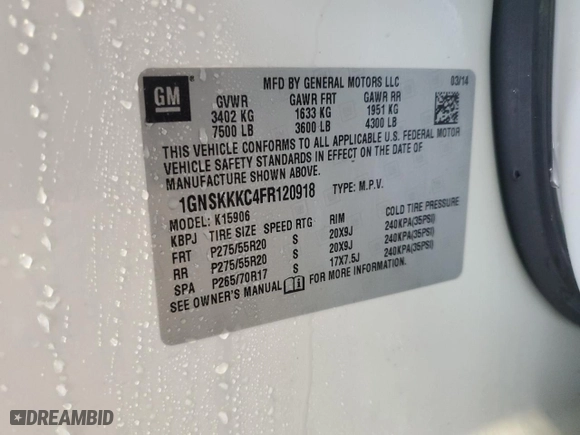 MFD BY GENERAL MOTORS LLC 03/14
GM
GVWR GAWR FRT GAWR RR
3402 KG 1633 KG 1951 KG
7500 LB 3600 LB 4300 LB
THIS VEHICLE CONFORMS TO ALL APPLICABLE U.S. FEDERAL MOTOR
VEHICLE SAFETY STANDARDS IN EFFECT ON THE DATE OF
MANUFACTURE SHOWN ABOVE.
1GNSKKKC4FR120918 TYPE: M.P.V.
MODEL: K15906
KBPJ TIRE SIZE SPEED RTG RIM COLD TIRE PRESSURE
FRT P275/55R20 S 20X9J 240KPA(35PSI)
RR P275/55R20 S 20X9J 240KPA(35PSI)
SPA P265/70R17 S 17X7.5J 240KPA(35PSI)
SEE OWNER'S MANUAL FOR MORE INFORMATION.
DREAMBID